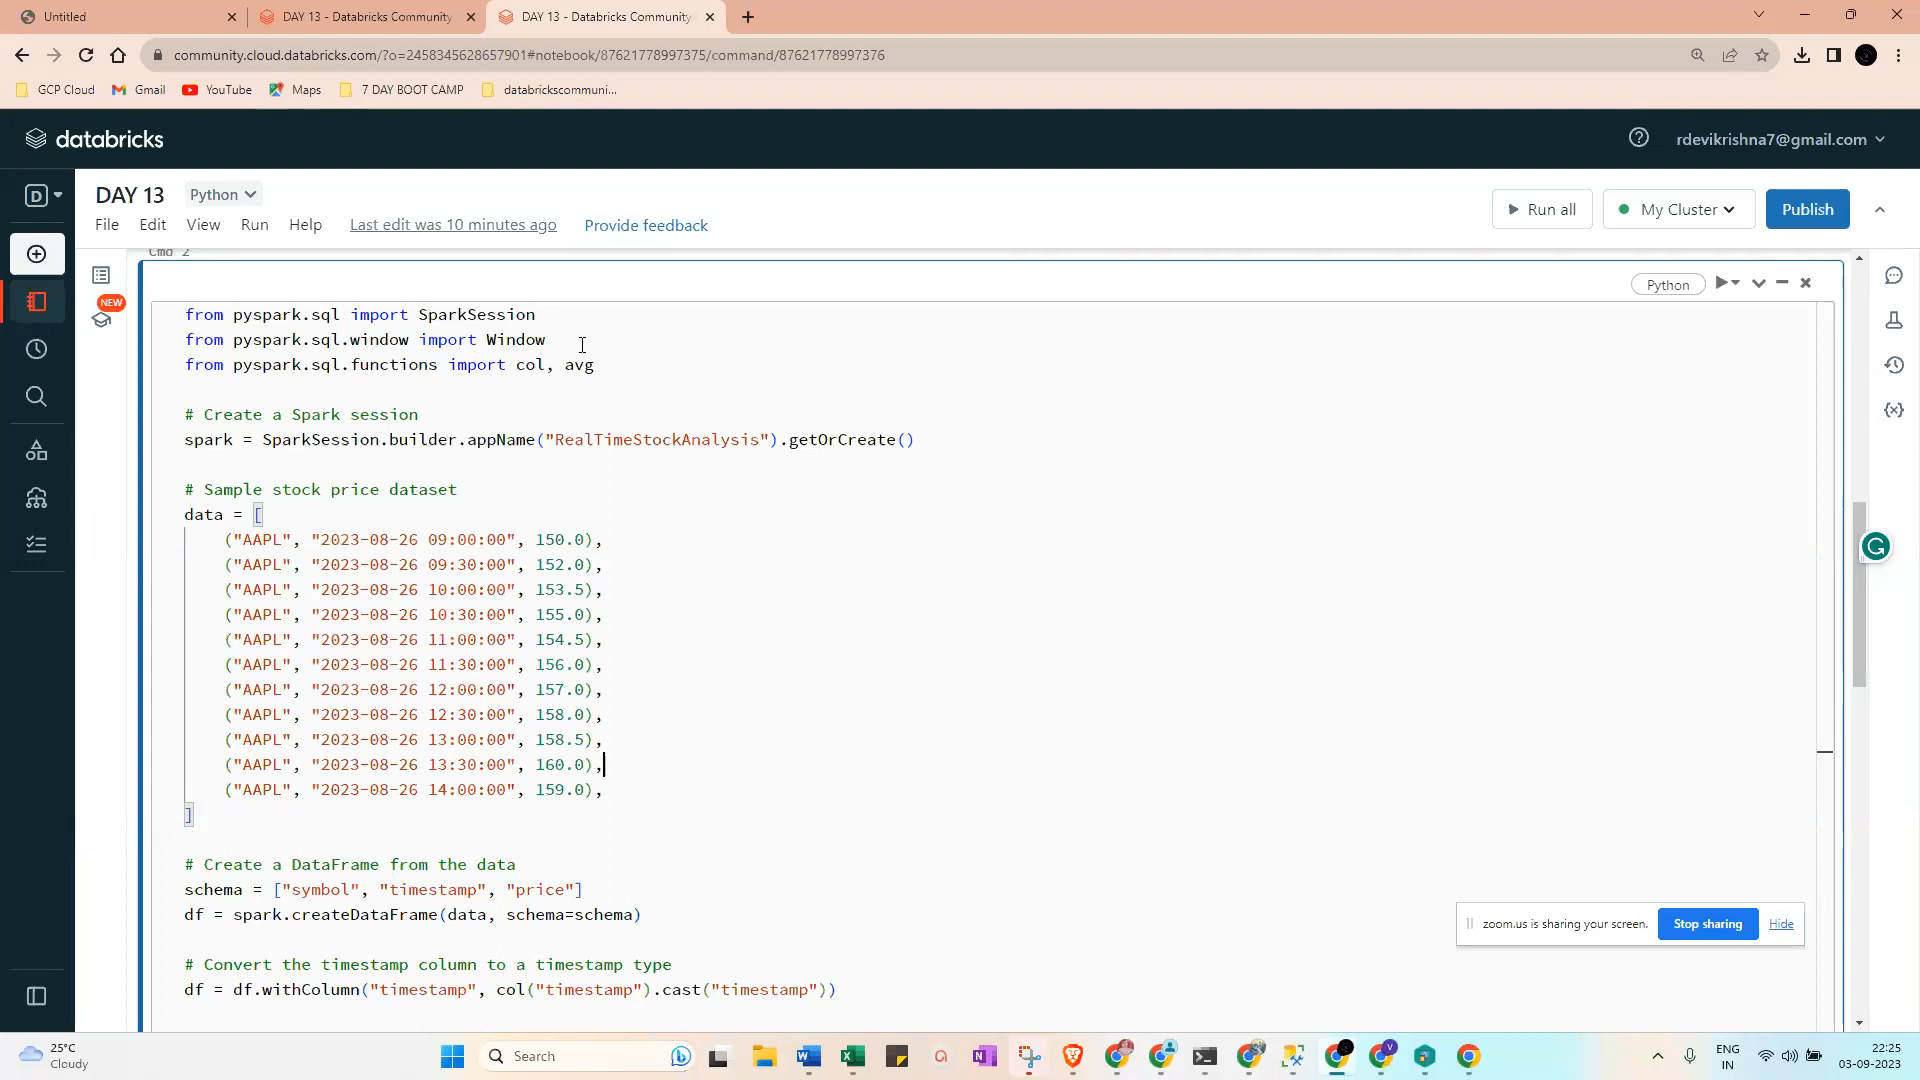 Untitled
DAY 13 - Databricks Community
DAY 13 - Databricks Community
community.cloud.databricks.com/?o=2458345628657901#notebook/87621778997375/command/87621778997376
GCP Cloud
Gmail
YouTube
Maps
7 DAY BOOT CAMP
databrickscommuni...
databricks
rdevikrishna7@gmail.com
D
DAY 13
Python
File Edit View Run Help Last edit was 10 minutes ago Provide feedback
Run all
My Cluster
Publish
NEW
Cmd 2
Python
from pyspark.sql import SparkSession
from pyspark.sql.window import Window
from pyspark.sql.functions import col, avg
# Create a Spark session
spark = SparkSession.builder.appName("RealTimeStockAnalysis").getOrCreate()
# Sample stock price dataset
data = [
("AAPL", "2023-08-26 09:00:00", 150.0),
("AAPL", "2023-08-26 09:30:00", 152.0),
("AAPL", "2023-08-26 10:00:00", 153.5),
("AAPL", "2023-08-26 10:30:00", 155.0),
("AAPL", "2023-08-26 11:00:00", 154.5),
("AAPL", "2023-08-26 11:30:00", 156.0),
("AAPL", "2023-08-26 12:00:00", 157.0),
("AAPL", "2023-08-26 12:30:00", 158.0),
("AAPL", "2023-08-26 13:00:00", 158.5),
("AAPL", "2023-08-26 13:30:00", 160.0),
("AAPL", "2023-08-26 14:00:00", 159.0),
]
# Create a DataFrame from the data
schema = ["symbol", "timestamp", "price"]
df = spark.createDataFrame(data, schema=schema)
# Convert the timestamp column to a timestamp type
df = df.withColumn("timestamp", col("timestamp").cast("timestamp"))
zoom.us is sharing your screen.
Stop sharing
Hide
25°C
Cloudy
Search
ENG
IN
22:25
03-09-2023